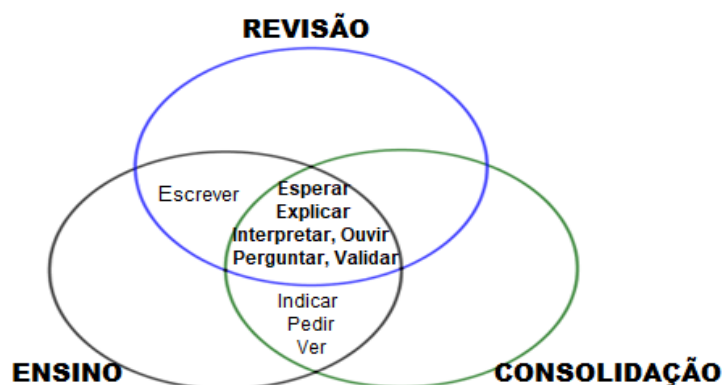 REVISÃO
Escrever
Esperar
Explicar
Interpretar, Ouvir
Perguntar, Validar
Indicar
Pedir
Ver
ENSINO
CONSOLIDAÇÃO